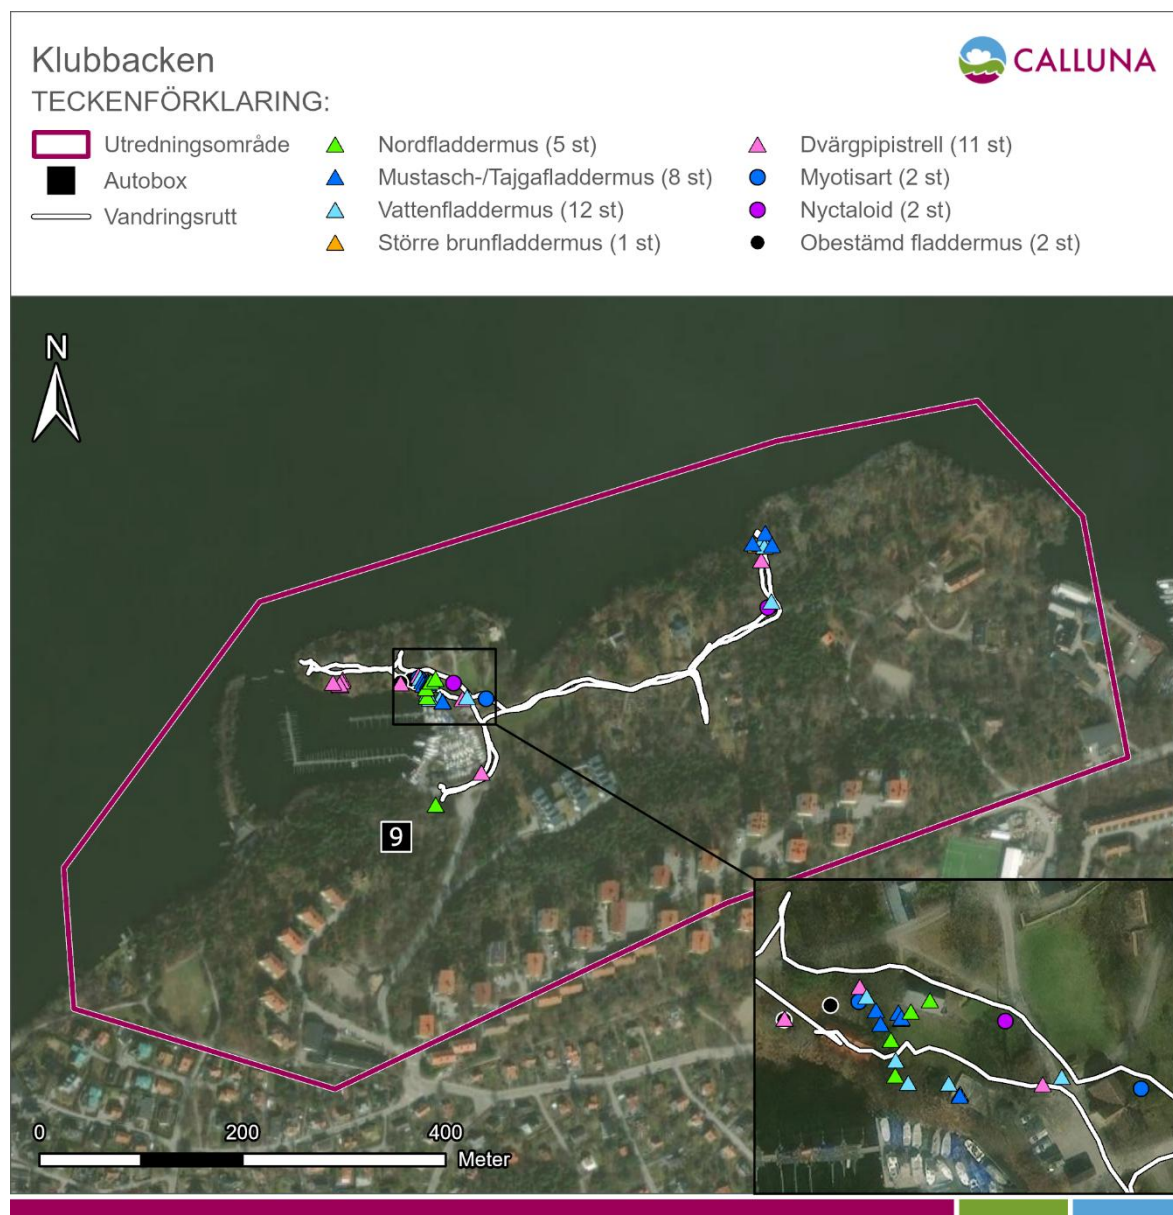 Klubbacken
CALLUNA
TECKENFÖRKLARING:
Utredningsområde
Autobox
Vandringsrutt
Nordfladdermus (5 st)
Mustasch-/Tajgafladdermus (8 st)
Vattenfladdermus (12 st)
Större brunfladdermus (1 st)
Dvärgpipistrell (11 st)
Myotisart (2 st)
Nyctaloid (2 st)
Obestämd fladdermus (2 st)
N
9
0 200 400
Meter